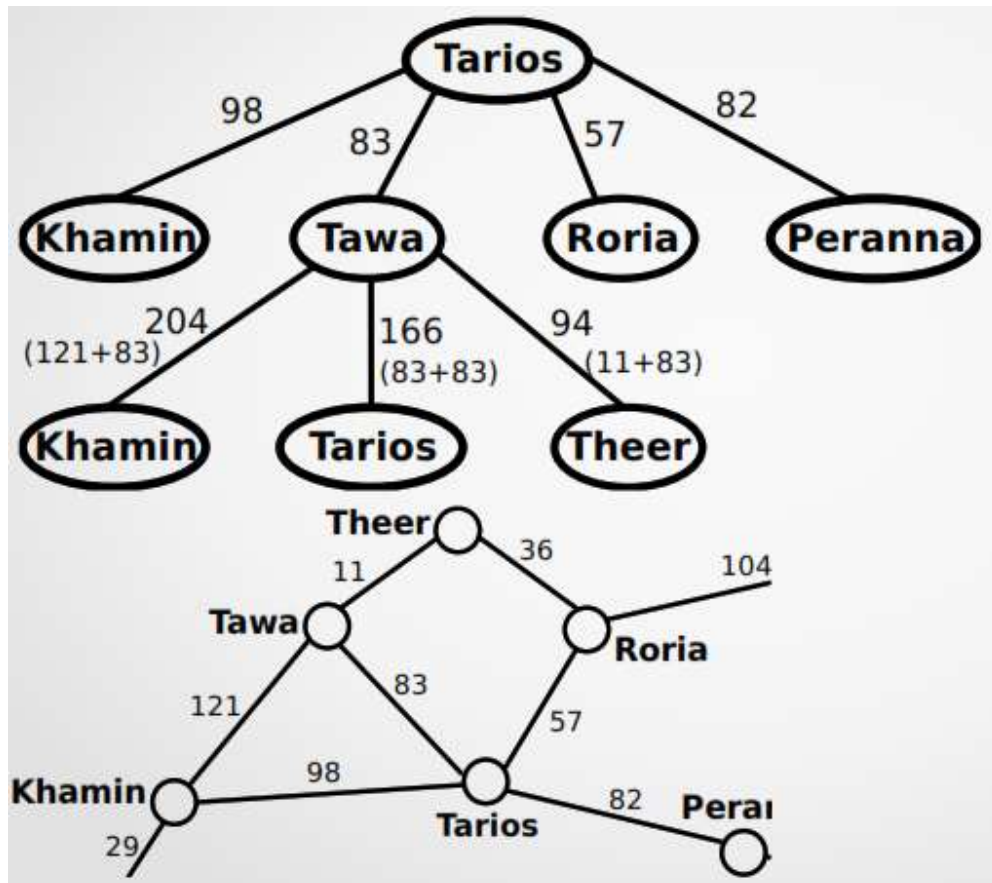 Tarios
98
83
57
82
Khamin
Tawa
Roria
Peranna
204
(121+83)
166
(83+83)
94
(11+83)
Khamin
Tarios
Theer
Theer
11
36
104
Tawa
Roria
121
83
57
Khamin
98
Tarios
82
Peran
29